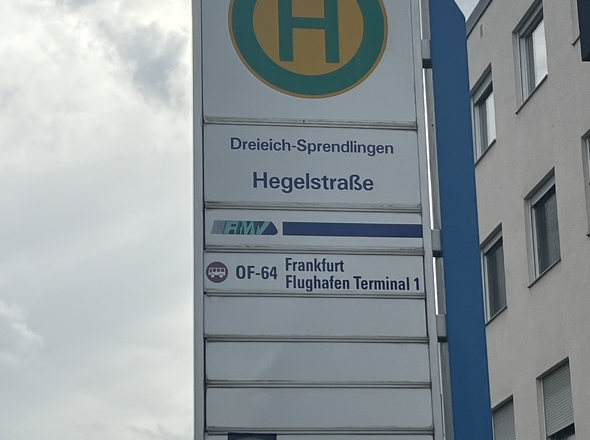 H
Dreieich-Sprendlingen
Hegelstraße
RMV
OF-64 Frankfurt
Flughafen Terminal 1